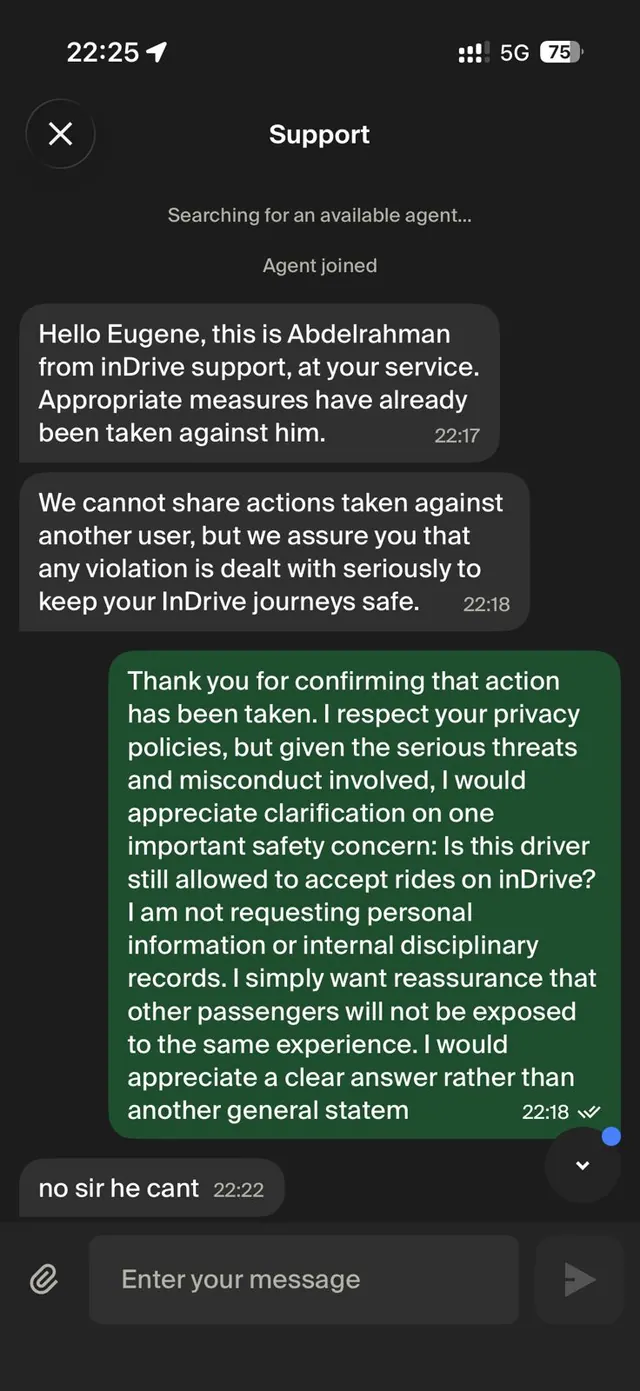 22:25
5G
75
Support
Searching for an available agent...
Agent joined
Hello Eugene, this is Abdelrahman
from inDrive support, at your service.
Appropriate measures have already
been taken against him.
22:17
We cannot share actions taken against
another user, but we assure you that
any violation is dealt with seriously to
keep your InDrive journeys safe.
22:18
Thank you for confirming that action
has been taken. I respect your privacy
policies, but given the serious threats
and misconduct involved, I would
appreciate clarification on one
important safety concern: Is this driver
still allowed to accept rides on inDrive?
I am not requesting personal
information or internal disciplinary
records. I simply want reassurance that
other passengers will not be exposed
to the same experience. I would
appreciate a clear answer rather than
another general statem
22:18
no sir he cant
22:22
Enter your message